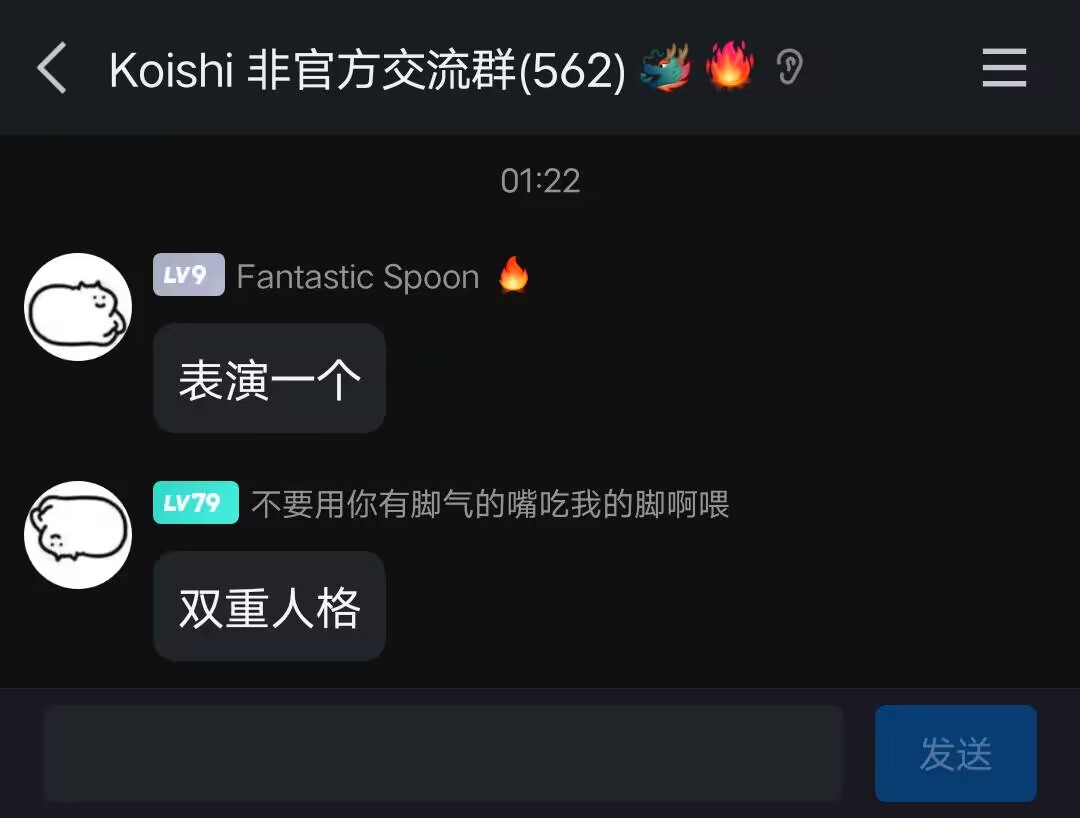 Koishi 非官方交流群(562)
01:22
LV9 Fantastic Spoon
表演一个
LV79 不要用你有脚气的嘴吃我的脚啊喂
双重人格
发送